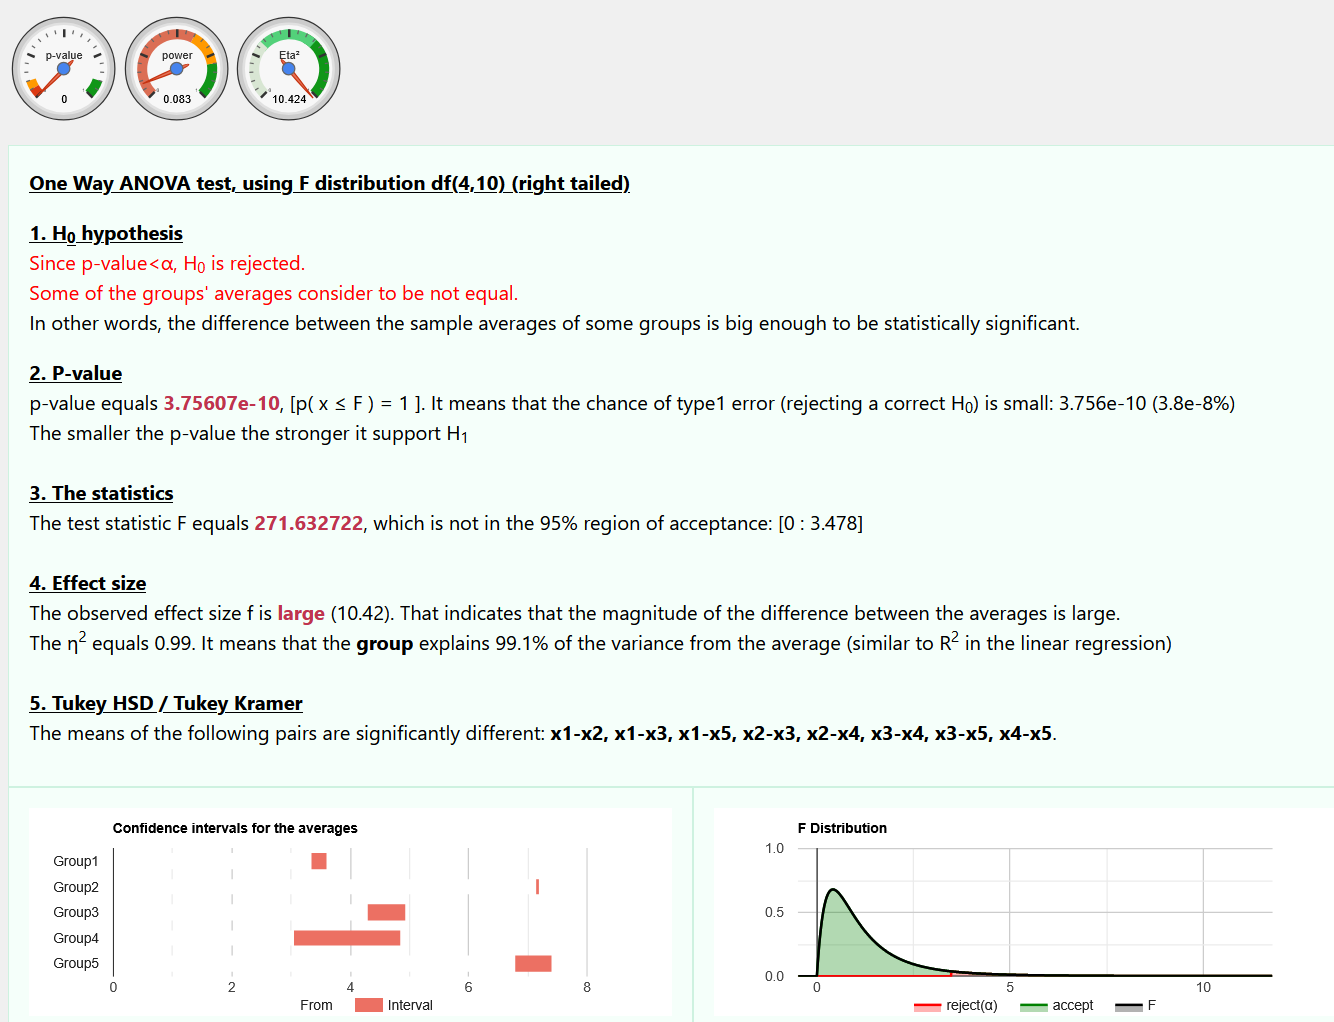 p-value
0
power
0.083
Eta²
10.424
One Way ANOVA test, using F distribution df(4,10) (right tailed)
1. H₀ hypothesis
Since p-value<α, H₀ is rejected.
Some of the groups' averages consider to be not equal.
In other words, the difference between the sample averages of some groups is big enough to be statistically significant.
2. P-value
p-value equals 3.75607e-10, [p( x ≤ F ) = 1 ]. It means that the chance of type1 error (rejecting a correct H₀) is small: 3.756e-10 (3.8e-8%)
The smaller the p-value the stronger it support H₁
3. The statistics
The test statistic F equals 271.632722, which is not in the 95% region of acceptance: [0 : 3.478]
4. Effect size
The observed effect size f is large (10.42). That indicates that the magnitude of the difference between the averages is large.
The η² equals 0.99. It means that the group explains 99.1% of the variance from the average (similar to R² in the linear regression)
5. Tukey HSD / Tukey Kramer
The means of the following pairs are significantly different: x1-x2, x1-x3, x1-x5, x2-x3, x2-x4, x3-x4, x3-x5, x4-x5.
Confidence intervals for the averages
Group1
Group2
Group3
Group4
Group5
0 2 4 6 8
From Interval
F Distribution
1.0
0.5
0.0
0 5 10
reject(α) accept F